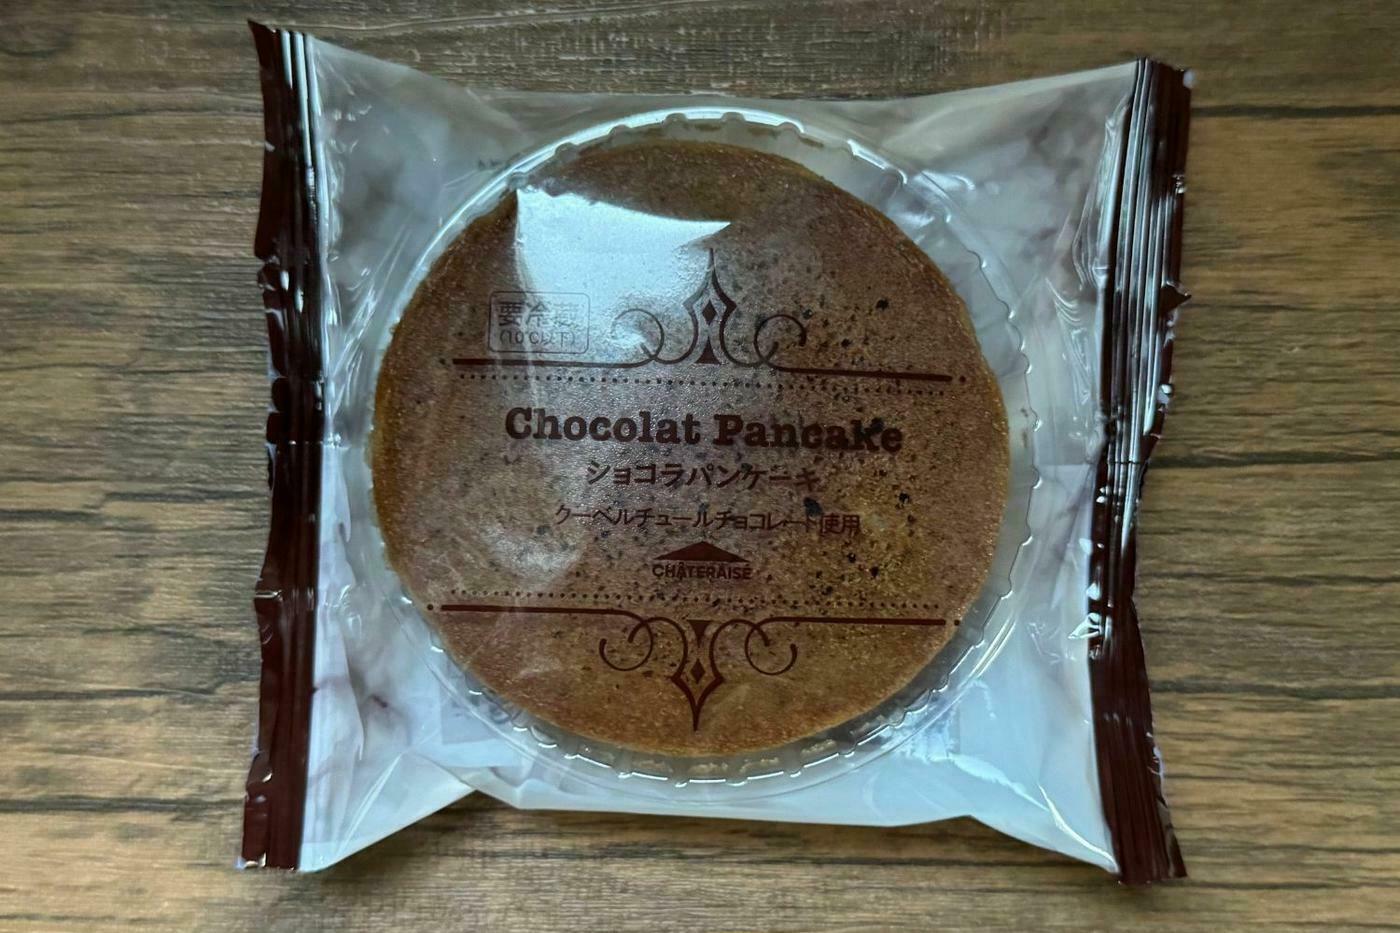 要冷蔵
(10℃以下)
Chocolat Pancake
ショコラパンケーキ
クーベルチュールチョコレート使用
CHÂTERAISÉ